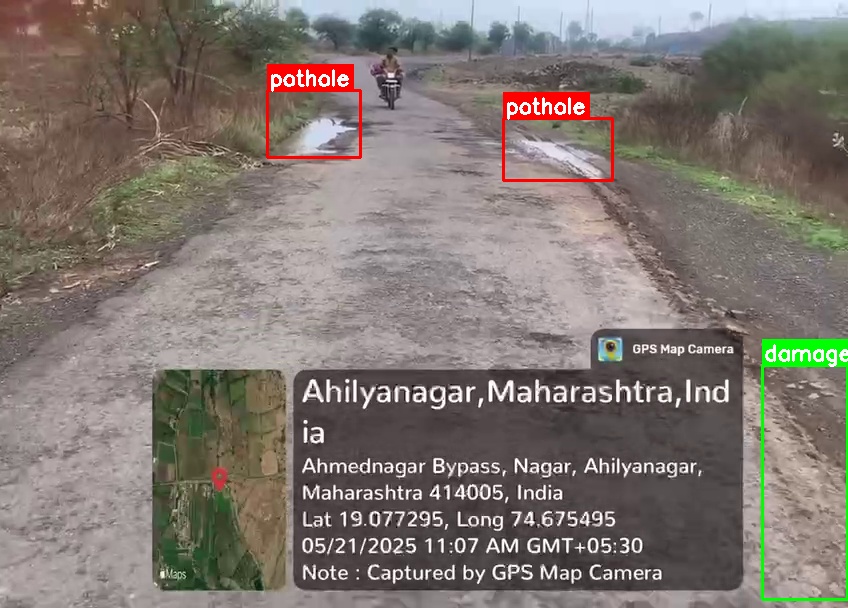 pothole
pothole
damage
GPS Map Camera
Ahilyanagar,Maharashtra,Ind
ia
Ahmednagar Bypass, Nagar, Ahilyanagar,
Maharashtra 414005, India
Lat 19.077295, Long 74.675495
05/21/2025 11:07 AM GMT+05:30
Note : Captured by GPS Map Camera
Maps